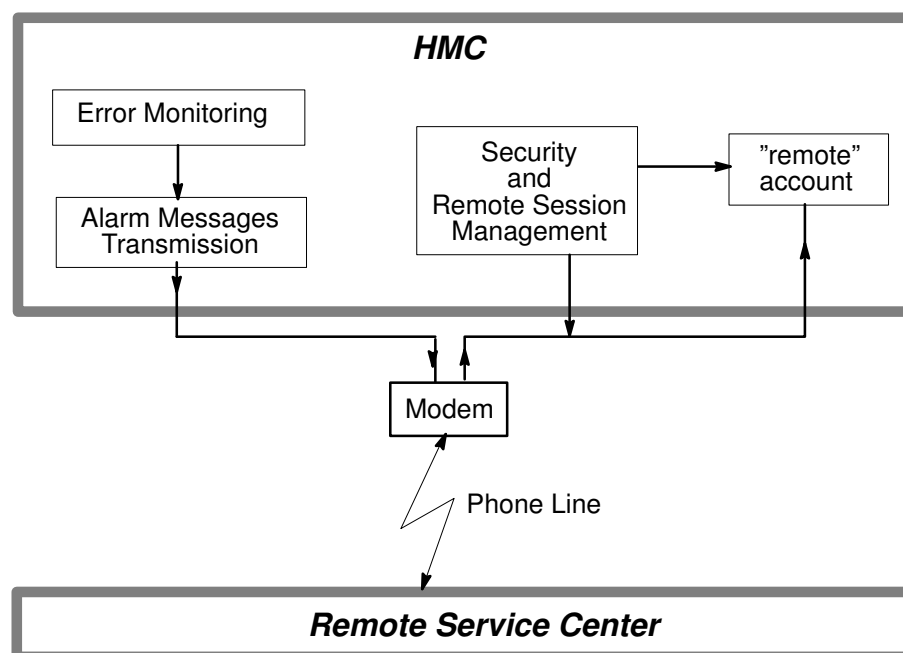 HMC
Error Monitoring
Alarm Messages
Transmission
Security
and
Remote Session
Management
”remote”
account
Modem
Phone Line
Remote Service Center